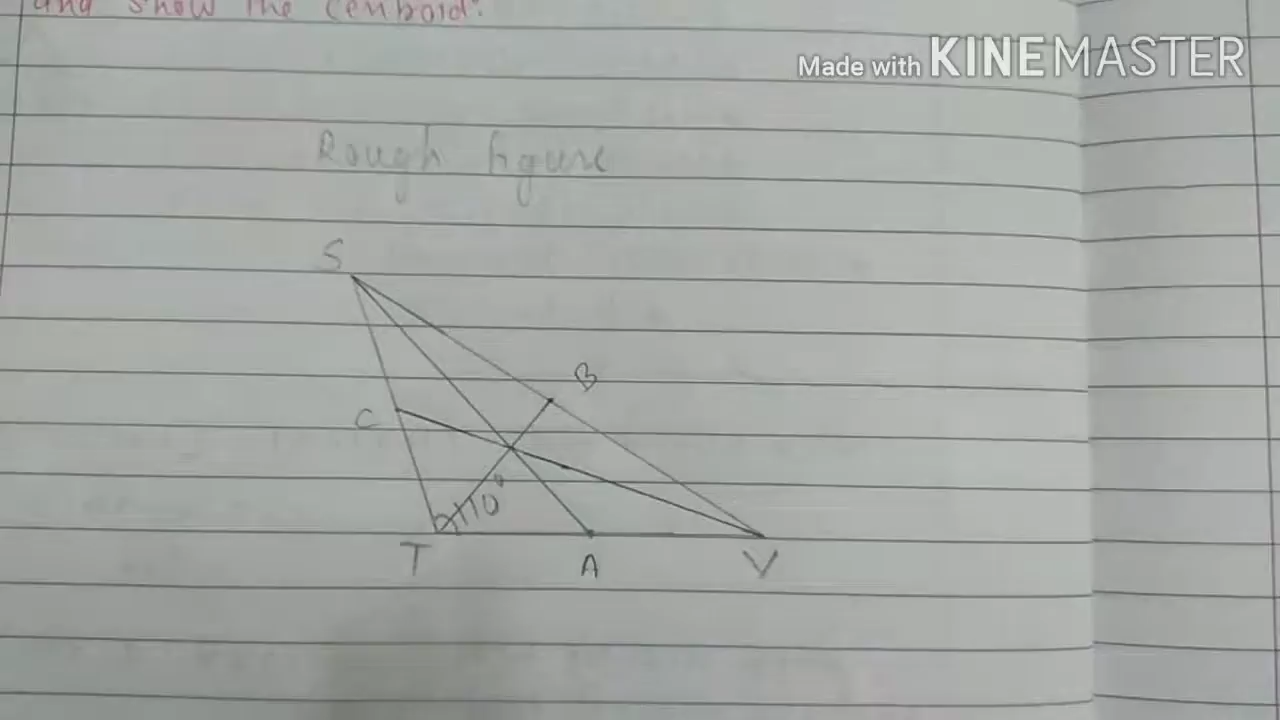 and show the centroid.
Made with KINEMASTER
Rough figure
S
B
C
110°
T A V